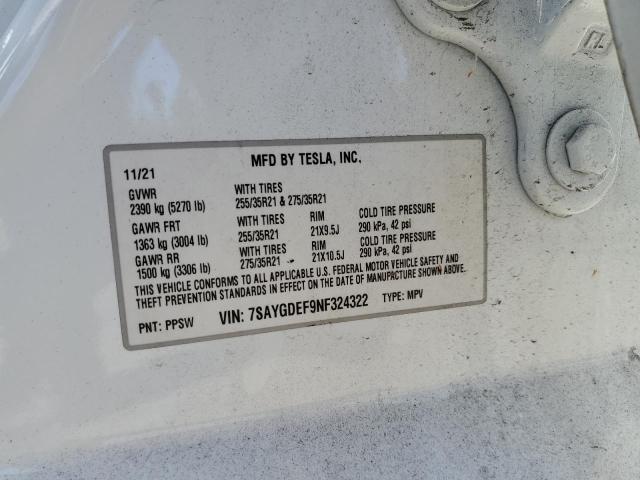 MFD BY TESLA, INC.
11/21
GVWR
2390 kg (5270 lb)
WITH TIRES
255/35R21 & 275/35R21
GAWR FRT
1363 kg (3004 lb)
WITH TIRES
255/35R21
RIM
21X9.5J
COLD TIRE PRESSURE
290 kPa, 42 psi
GAWR RR
1500 kg (3306 lb)
WITH TIRES
275/35R21
RIM
21X10.5J
COLD TIRE PRESSURE
290 kPa, 42 psi
THIS VEHICLE CONFORMS TO ALL APPLICABLE U.S. FEDERAL MOTOR VEHICLE SAFETY AND
THEFT PREVENTION STANDARDS IN EFFECT ON THE DATE OF MANUFACTURE SHOWN ABOVE.
PNT: PPSW
VIN: 7SAYGDEF9NF324322
TYPE: MPV